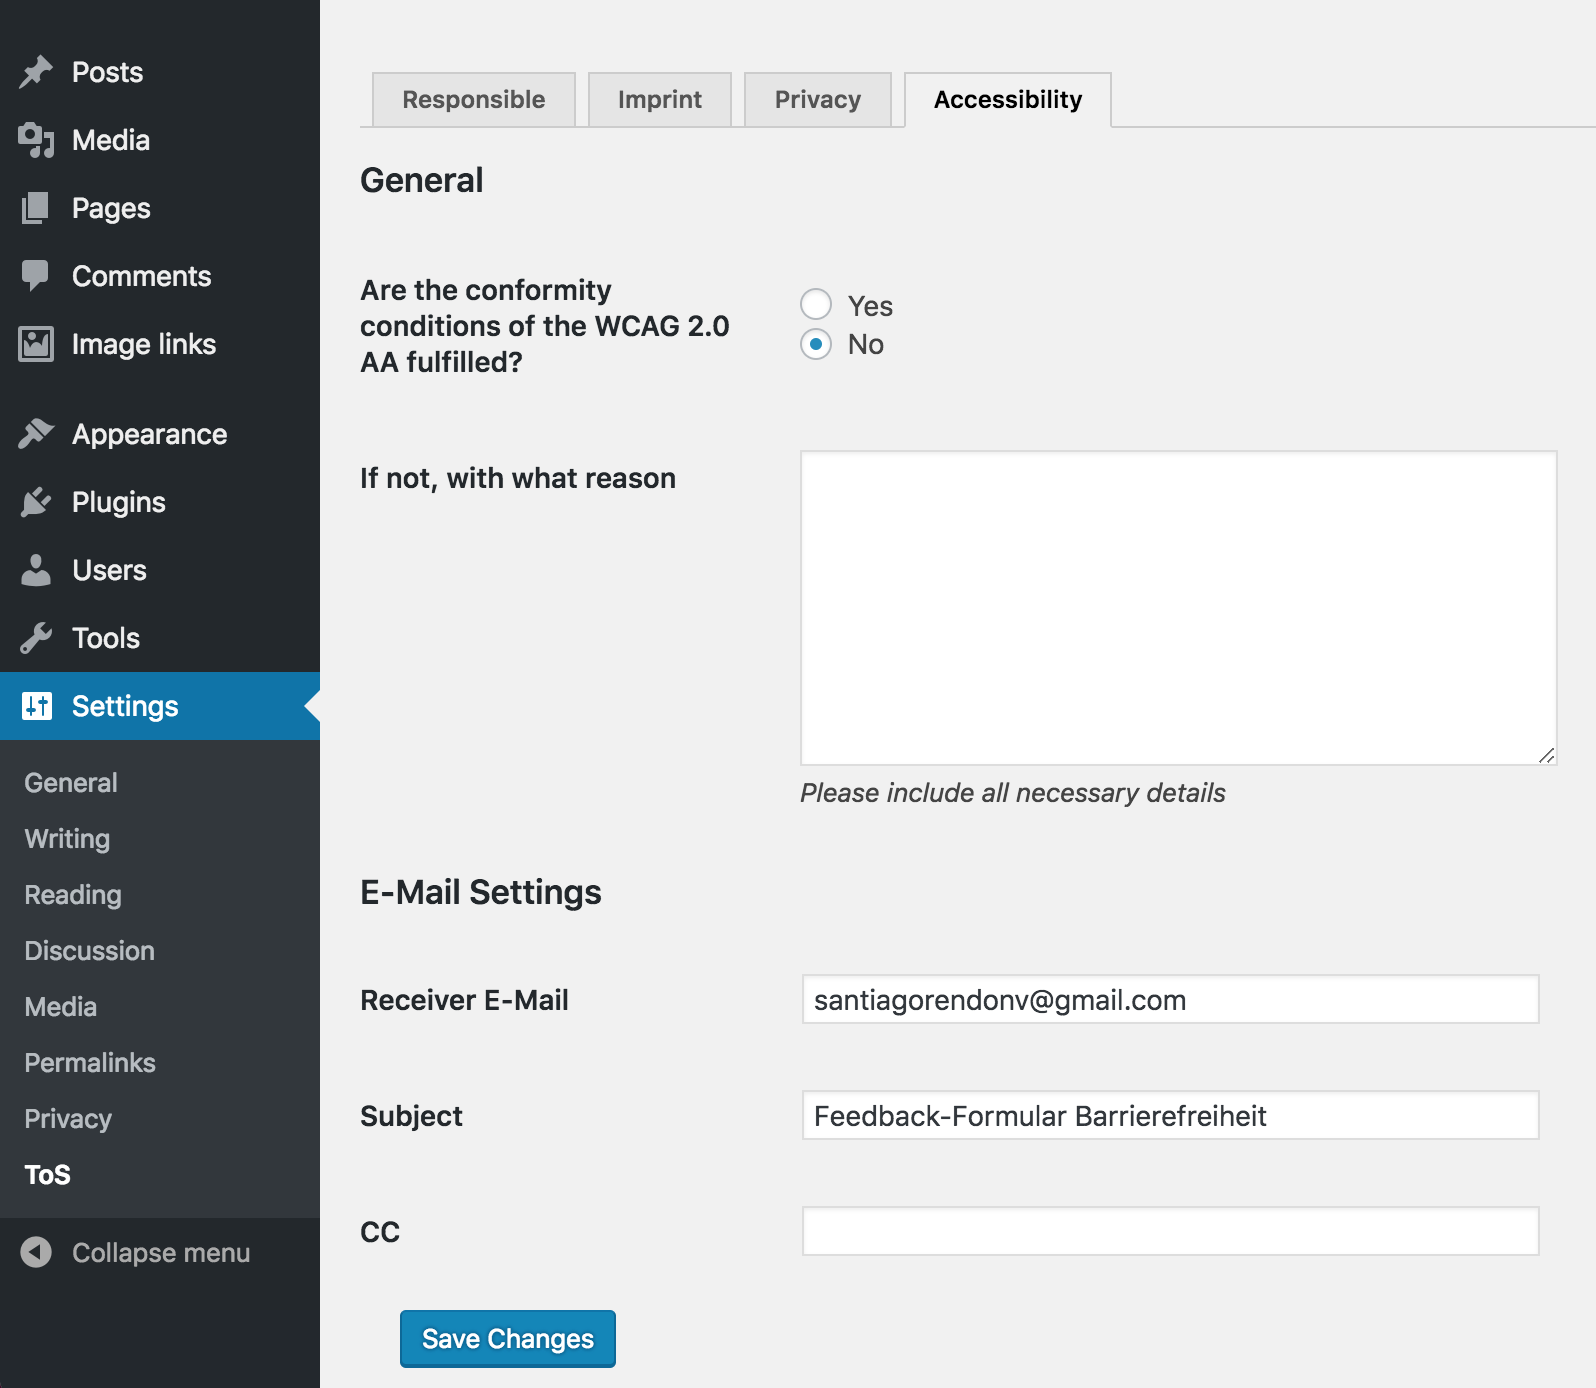 Posts
Media
Pages
Comments
Image links
Appearance
Plugins
Users
Tools
Settings
General
Writing
Reading
Discussion
Media
Permalinks
Privacy
ToS
Collapse menu
Responsible
Imprint
Privacy
Accessibility
General
Are the conformity
conditions of the WCAG 2.0
AA fulfilled?
Yes
No
If not, with what reason
Please include all necessary details
E-Mail Settings
Receiver E-Mail
santiagorendonv@gmail.com
Subject
Feedback-Formular Barrierefreiheit
CC
Save Changes